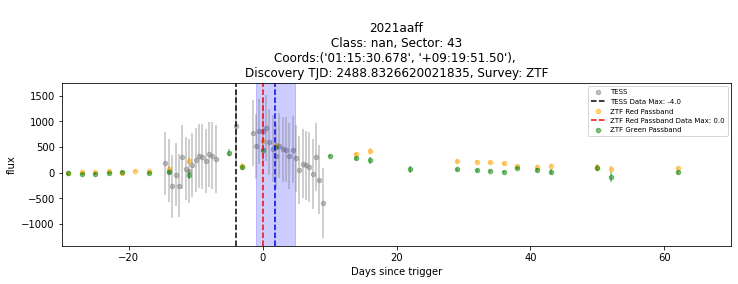 2021aaff
Class: nan, Sector: 43
Coords:('01:15:30.678', '+09:19:51.50'),
Discovery TJD: 2488.8326620021835, Survey: ZTF
1500
1000
500
0
−500
−1000
flux
−20
0
20
40
60
Days since trigger
TESS
TESS Data Max: -4.0
ZTF Red Passband
ZTF Red Passband Data Max: 0.0
ZTF Green Passband